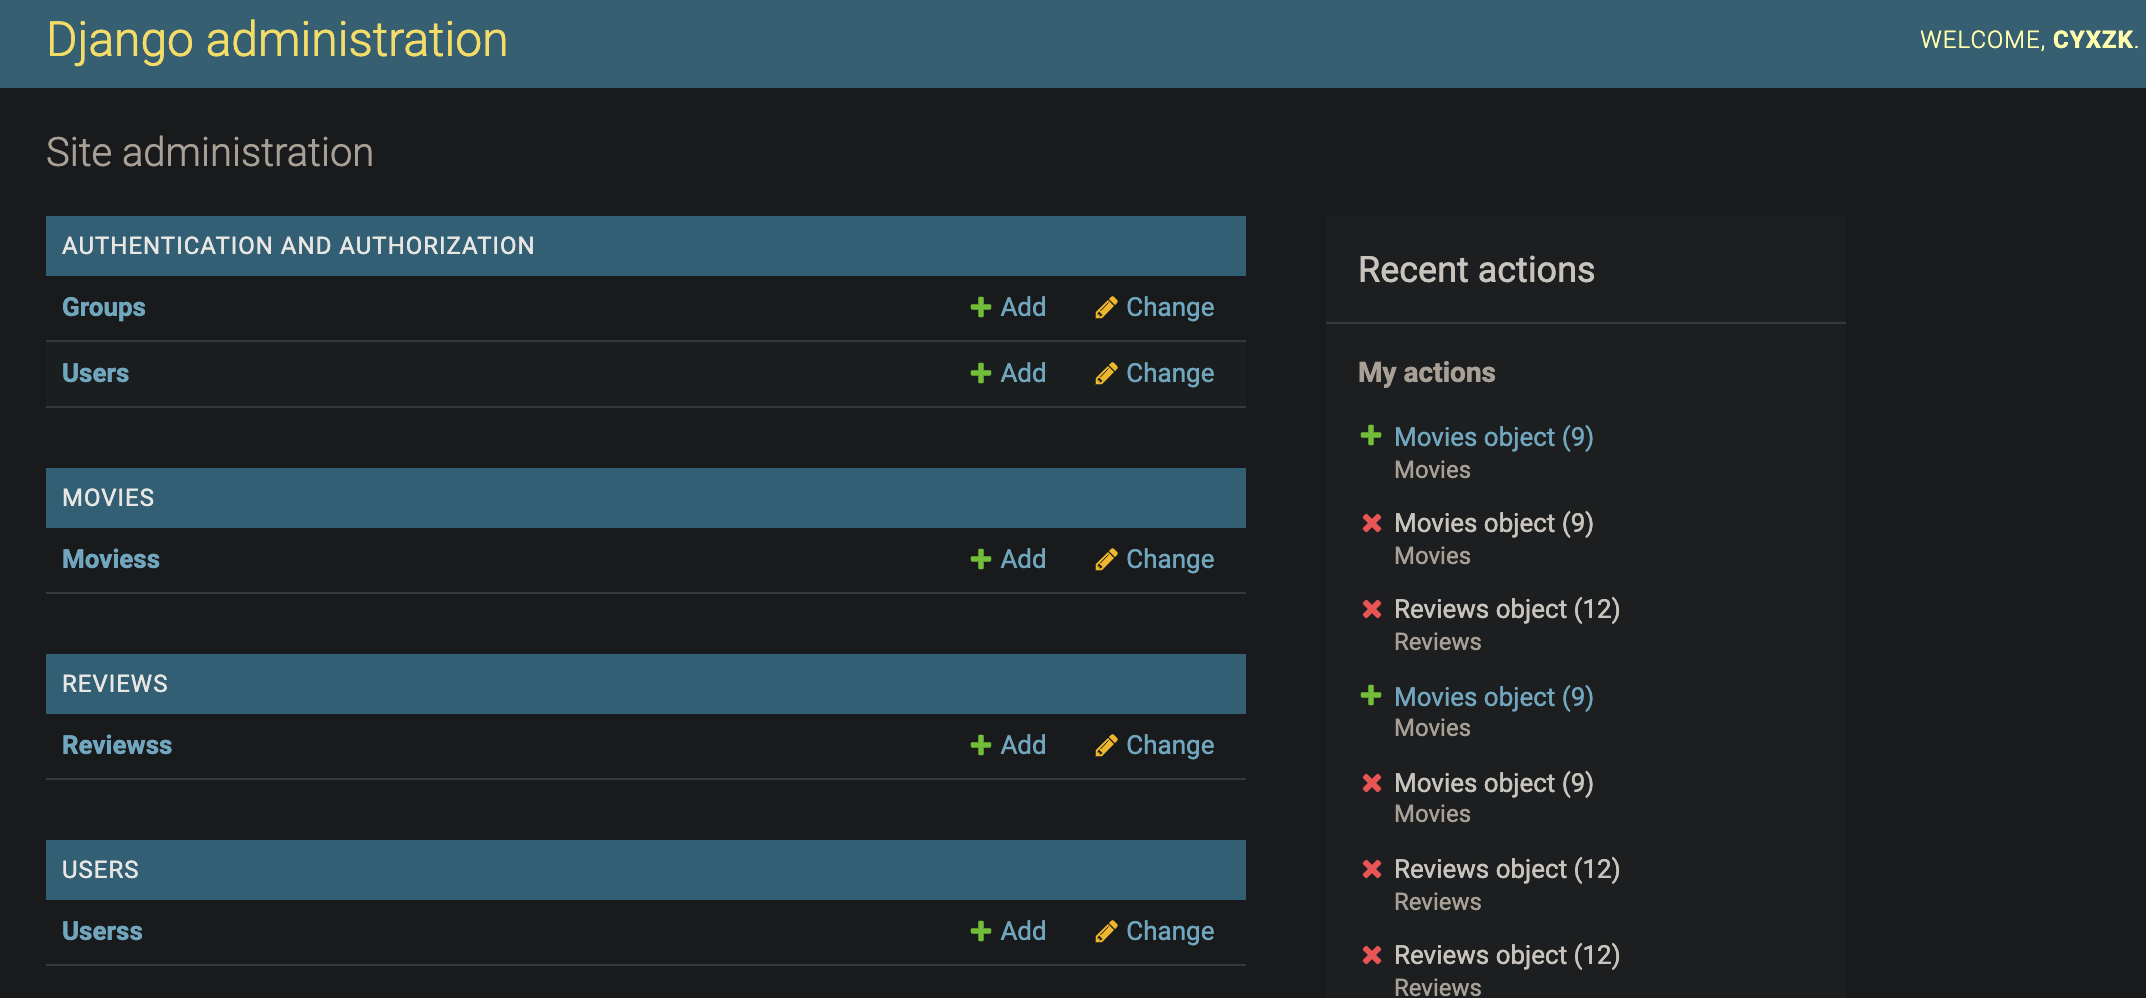 Django administration
WELCOME, CYXZK.
Site administration
AUTHENTICATION AND AUTHORIZATION
Groups Add Change
Users Add Change
MOVIES
Moviess Add Change
REVIEWS
Reviewss Add Change
USERS
Userss Add Change
Recent actions
My actions
Movies object (9)
Movies
Movies object (9)
Movies
Reviews object (12)
Reviews
Movies object (9)
Movies
Movies object (9)
Movies
Reviews object (12)
Reviews
Reviews object (12)
Reviews